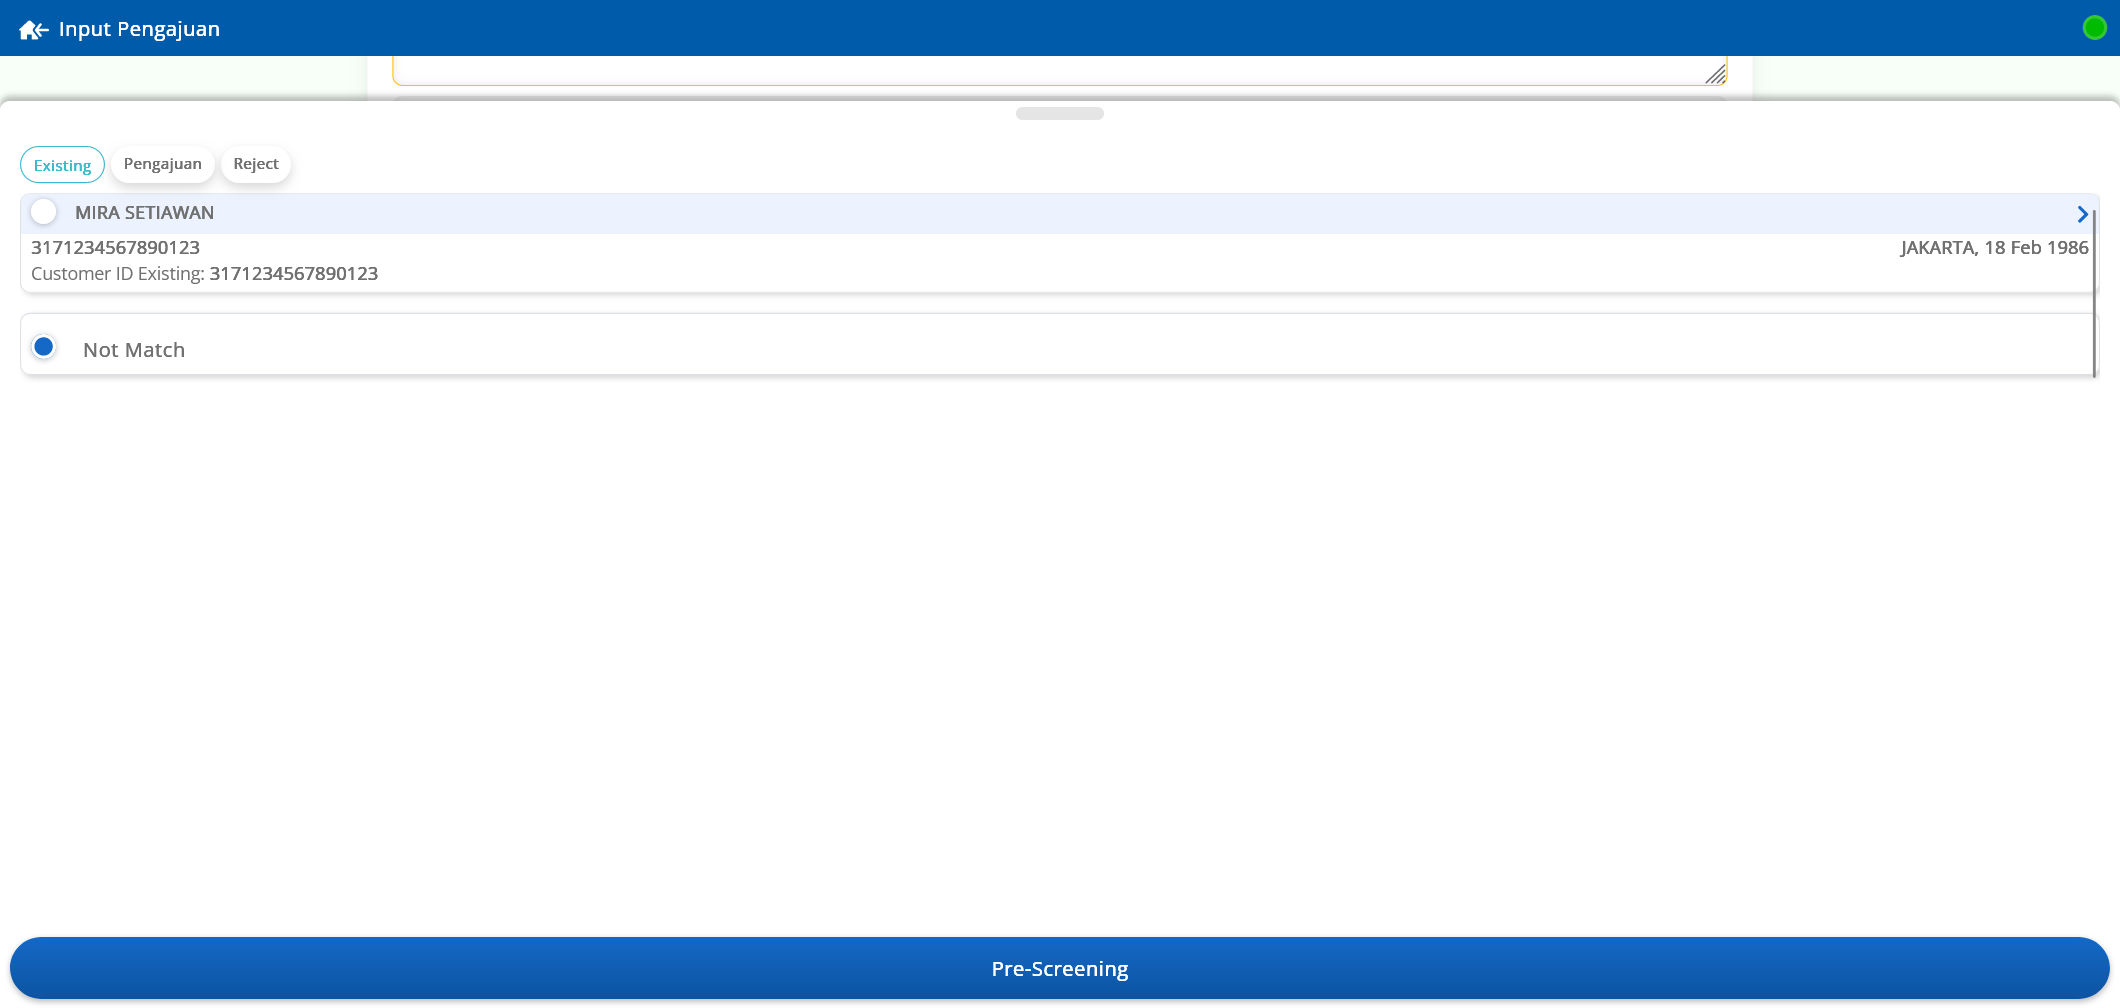 Input Pengajuan
Existing
Pengajuan
Reject
MIRA SETIAWAN
3171234567890123
JAKARTA, 18 Feb 1986
Customer ID Existing: 3171234567890123
Not Match
Pre-Screening